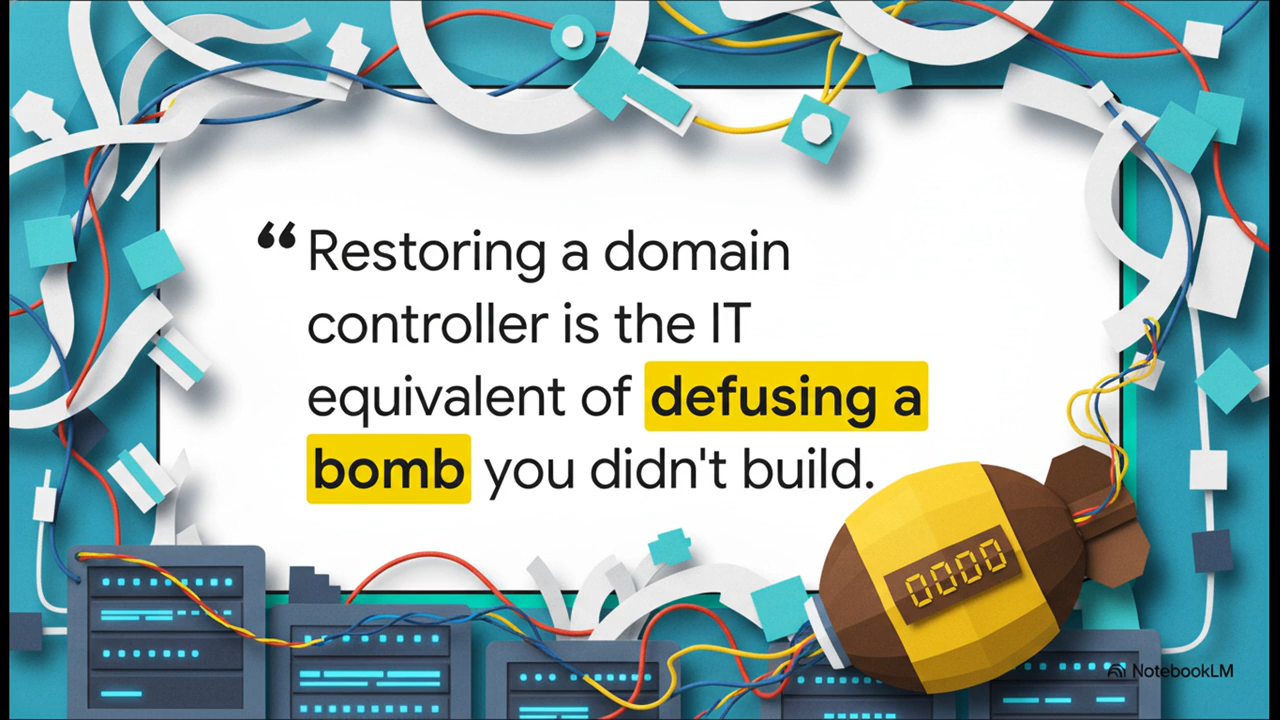 “Restoring a domain
controller is the IT
equivalent of defusing a
bomb you didn't build.
0000
NotebookLM